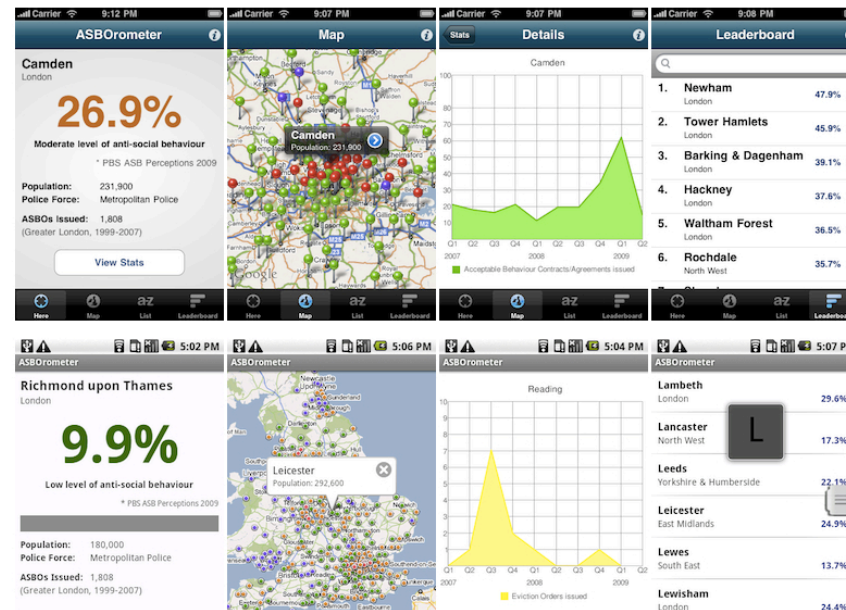 Carrier 9:12 PM
ASBOrometer
Camden
London
26.9%
Moderate level of anti-social behaviour
* PBS ASB Perceptions 2009
Population: 231,900
Police Force: Metropolitan Police
ASBOs Issued: 1,808
(Greater London, 1999-2007)
View Stats
Here Map List Leaderboard
Carrier 9:07 PM
Map
Camden
Population: 231,900
Google
Here Map List Leaderboard
Carrier 9:07 PM
Stats Details
Camden
100
80
70
60
50
40
30
20
10
Q1 Q2 Q3 Q4 Q1 Q2 Q3 Q4 Q1 Q2
2007 2008 2009
Acceptable Behaviour Contracts/Agreements issued
Here Map List Leaderboard
Carrier 9:08 PM
Leaderboard
1. Newham 47.9%
London
2. Tower Hamlets 45.9%
London
3. Barking & Dagenham 39.1%
London
4. Hackney 37.6%
London
5. Waltham Forest 36.5%
London
6. Rochdale 35.7%
North West
Here Map List Leaderbo
5:02 PM
ASBOrometer
Richmond upon Thames
London
9.9%
Low level of anti-social behaviour
* PBS ASB Perceptions 2009
Population: 180,000
Police Force: Metropolitan Police
ASBOs Issued: 1,808
(Greater London, 1999-2007)
5:06 PM
ASBOrometer
Newcastle
Upon Tyne
Sunderland
Leicester
Population: 292,600
5:04 PM
ASBOrometer
Reading
10
9
8
7
6
5
4
3
2
1
Q1 Q2 Q3 Q4 Q1 Q2 Q3 Q4 Q1 Q2
2007 2008 2009
Eviction Orders issued
5:07 P
ASBOrometer
Lambeth
London 29.6%
L
Lancaster
North West 17.3%
Leeds
Yorkshire & Humberside 22.1%
Leicester
East Midlands 24.9%
Lewes
South East 13.7%
Lewisham
London 24.4%